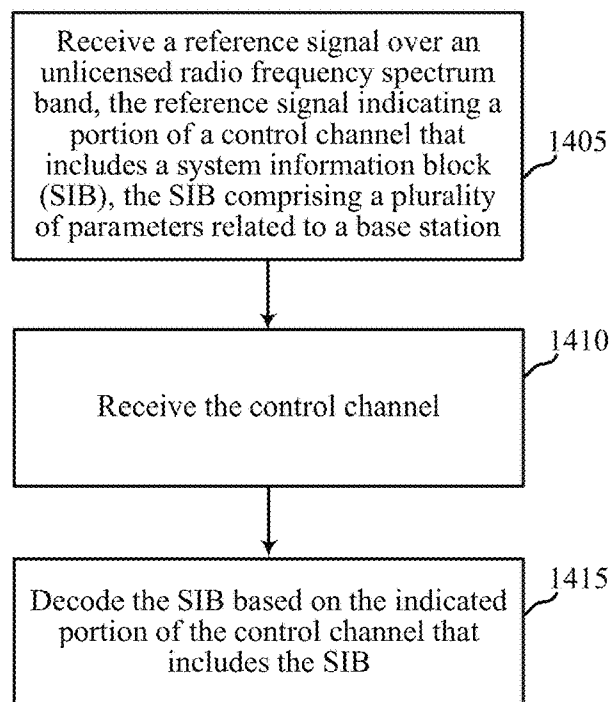 Receive a reference signal over an
unlicensed radio frequency spectrum
band, the reference signal indicating a
portion of a control channel that
includes a system information block
(SIB), the SIB comprising a plurality
of parameters related to a base station
1405
Receive the control channel
1410
Decode the SIB based on the indicated
portion of the control channel that
includes the SIB
1415